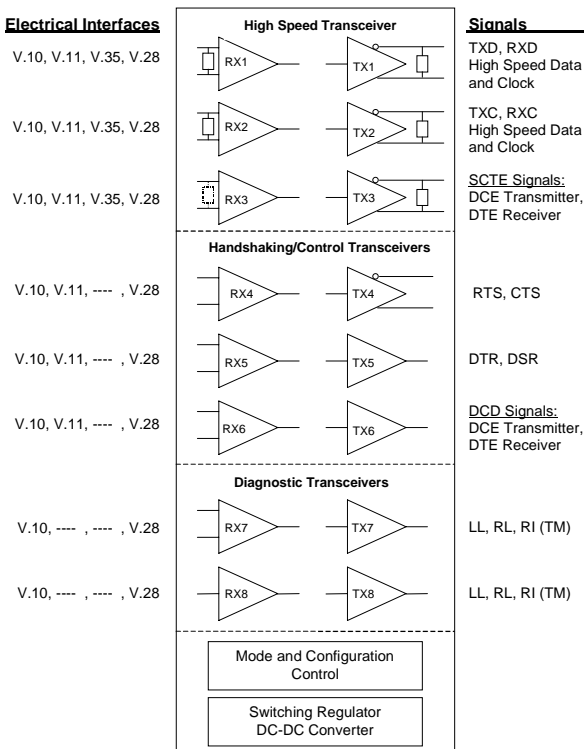 Electrical Interfaces
High Speed Transceiver
Signals
V.10, V.11, V.35, V.28
RX1
TX1
TXD, RXD
High Speed Data
and Clock
V.10, V.11, V.35, V.28
RX2
TX2
TXC, RXC
High Speed Data
and Clock
V.10, V.11, V.35, V.28
RX3
TX3
SCTE Signals:
DCE Transmitter,
DTE Receiver
Handshaking/Control Transceivers
V.10, V.11, ---- , V.28
RX4
TX4
RTS, CTS
V.10, V.11, ---- , V.28
RX5
TX5
DTR, DSR
V.10, V.11, ---- , V.28
RX6
TX6
DCD Signals:
DCE Transmitter,
DTE Receiver
Diagnostic Transceivers
V.10, ---- , ---- , V.28
RX7
TX7
LL, RL, RI (TM)
V.10, ---- , ---- , V.28
RX8
TX8
LL, RL, RI (TM)
Mode and Configuration
Control
Switching Regulator
DC-DC Converter